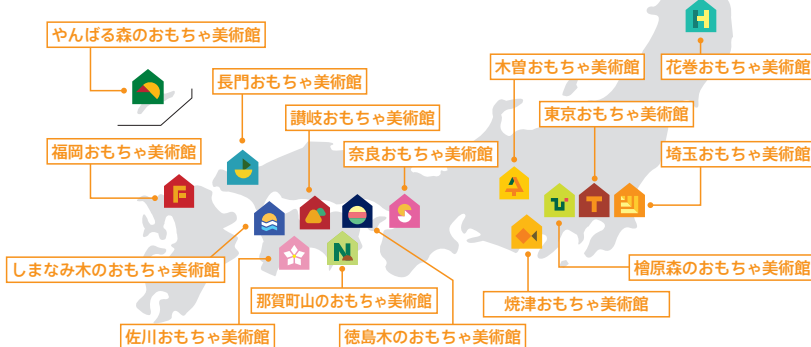 やんばる森のおもちゃ美術館
長門おもちゃ美術館
木曽おもちゃ美術館
花巻おもちゃ美術館
讃岐おもちゃ美術館
東京おもちゃ美術館
福岡おもちゃ美術館
奈良おもちゃ美術館
埼玉おもちゃ美術館
しまなみ木のおもちゃ美術館
檜原森のおもちゃ美術館
那賀町山のおもちゃ美術館
焼津おもちゃ美術館
佐川おもちゃ美術館
徳島木のおもちゃ美術館
H
F
T
N